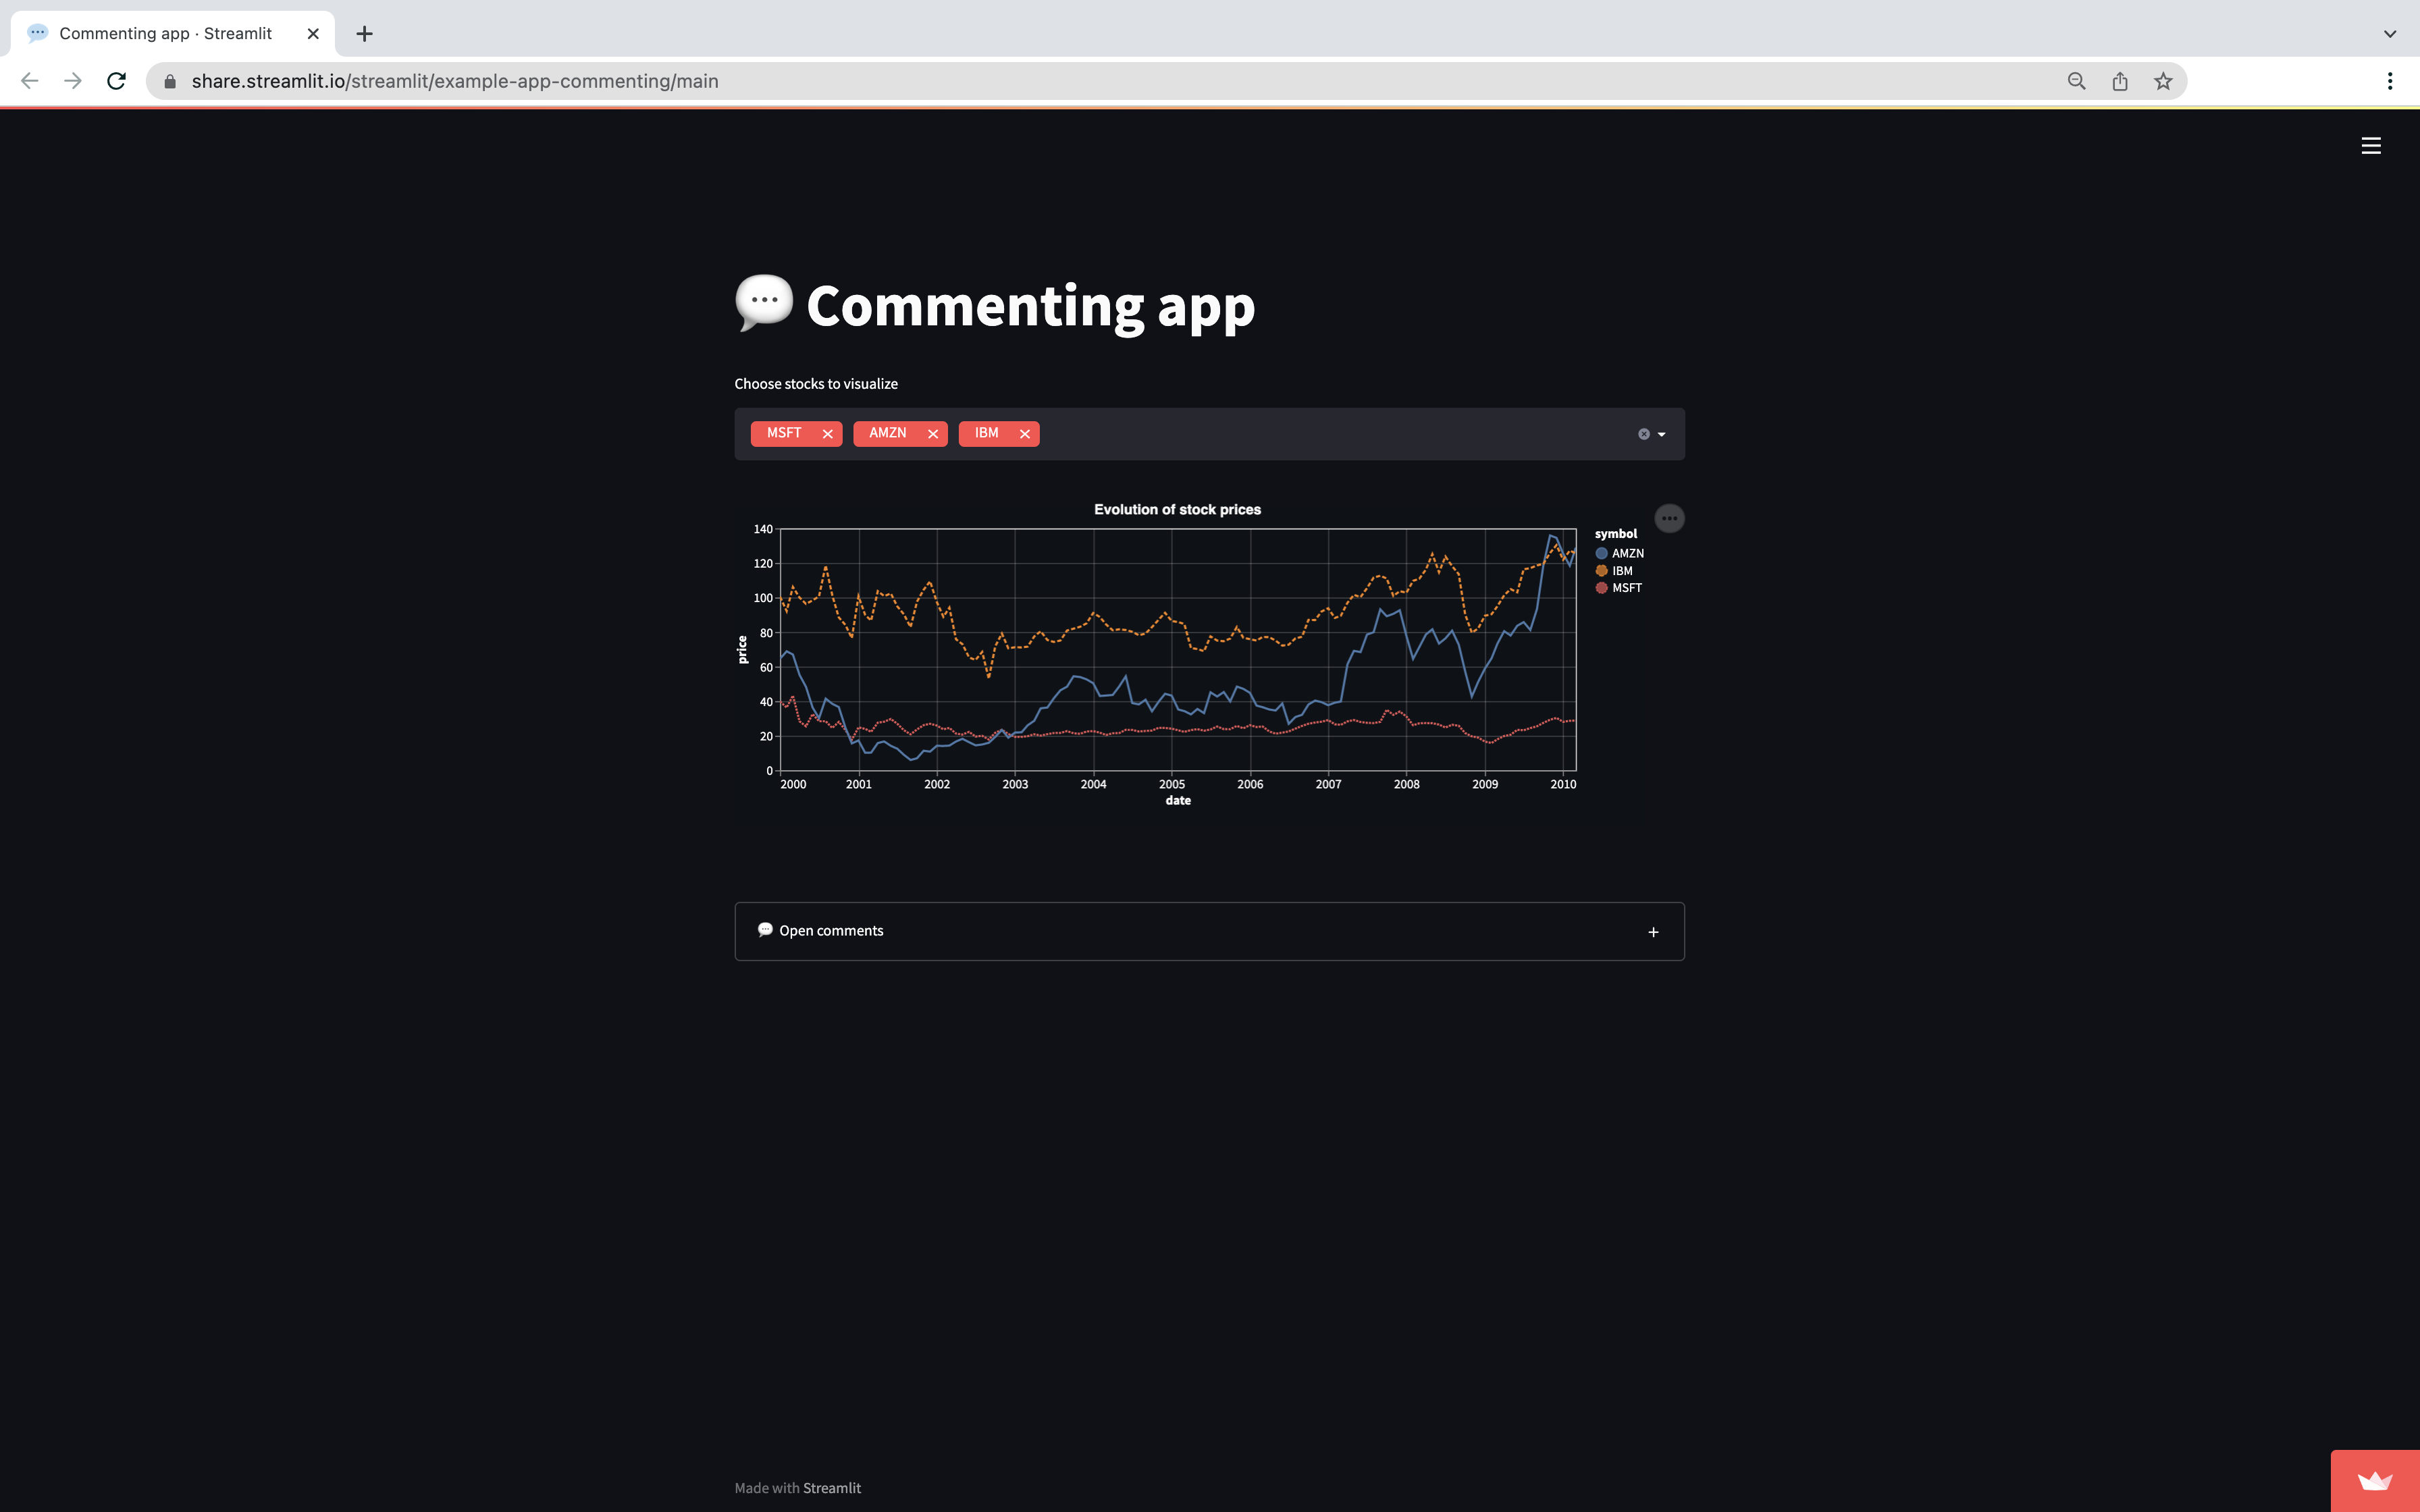 Commenting app · Streamlit
share.streamlit.io/streamlit/example-app-commenting/main
Commenting app
Choose stocks to visualize
MSFT AMZN IBM
Evolution of stock prices
140
120
100
80
60
40
20
0
price
2000 2001 2002 2003 2004 2005 2006 2007 2008 2009 2010
date
symbol
AMZN
IBM
MSFT
Open comments
Made with Streamlit